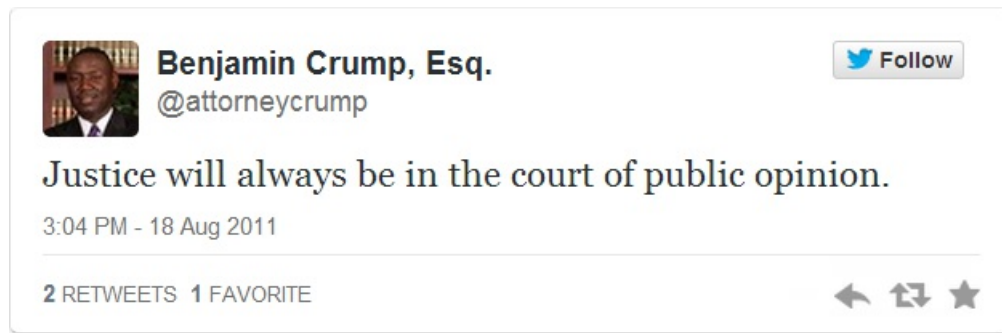 Benjamin Crump, Esq.
Follow
@attorneycrump
Justice will always be in the court of public opinion.
3:04 PM - 18 Aug 2011
2 RETWEETS 1 FAVORITE